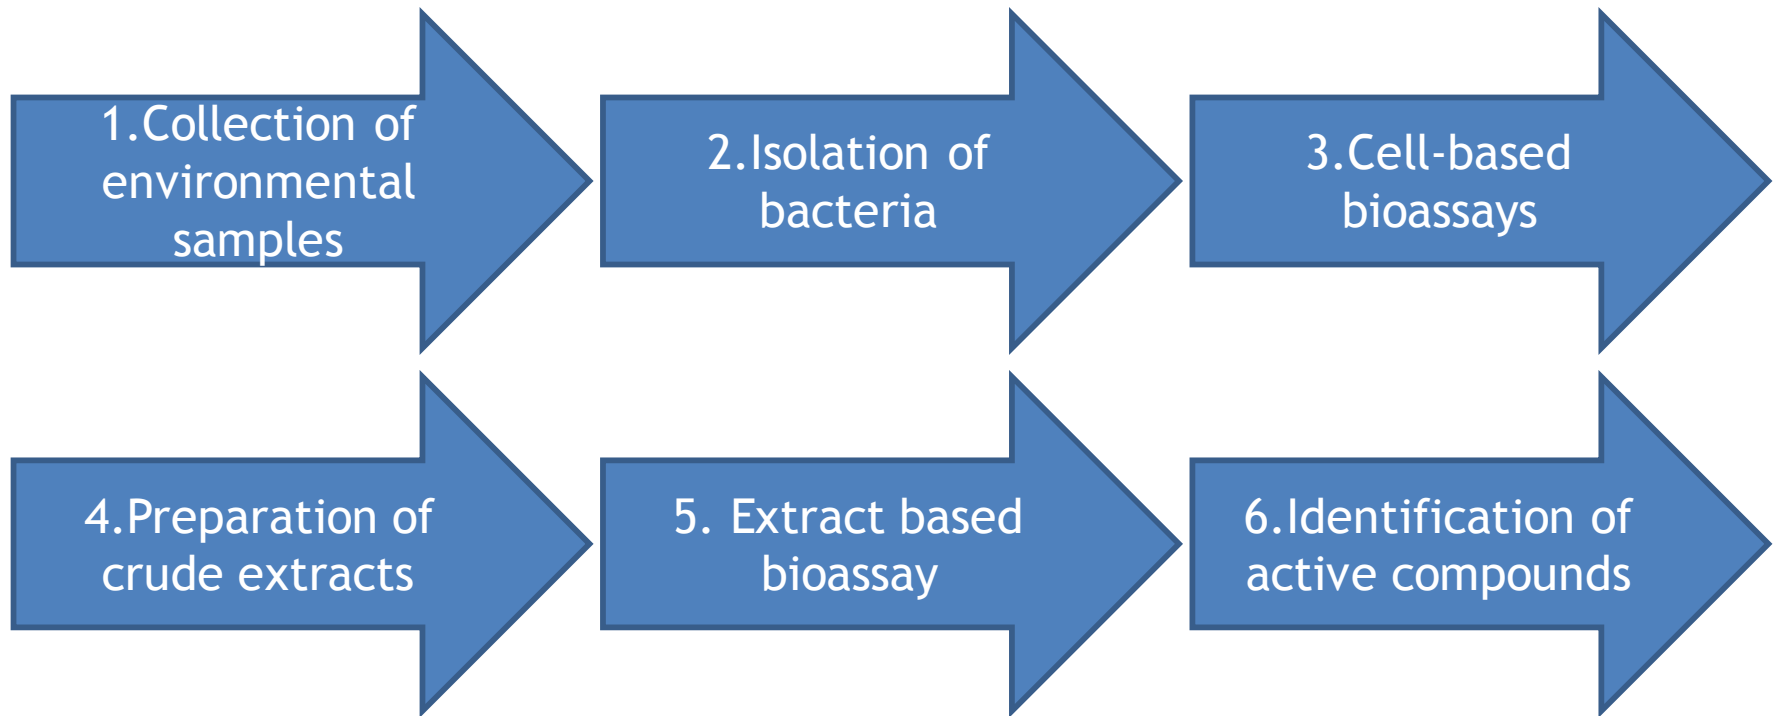 1.Collection of
environmental
samples
2.Isolation of
bacteria
3.Cell-based
bioassays
4.Preparation of
crude extracts
5. Extract based
bioassay
6.Identification of
active compounds